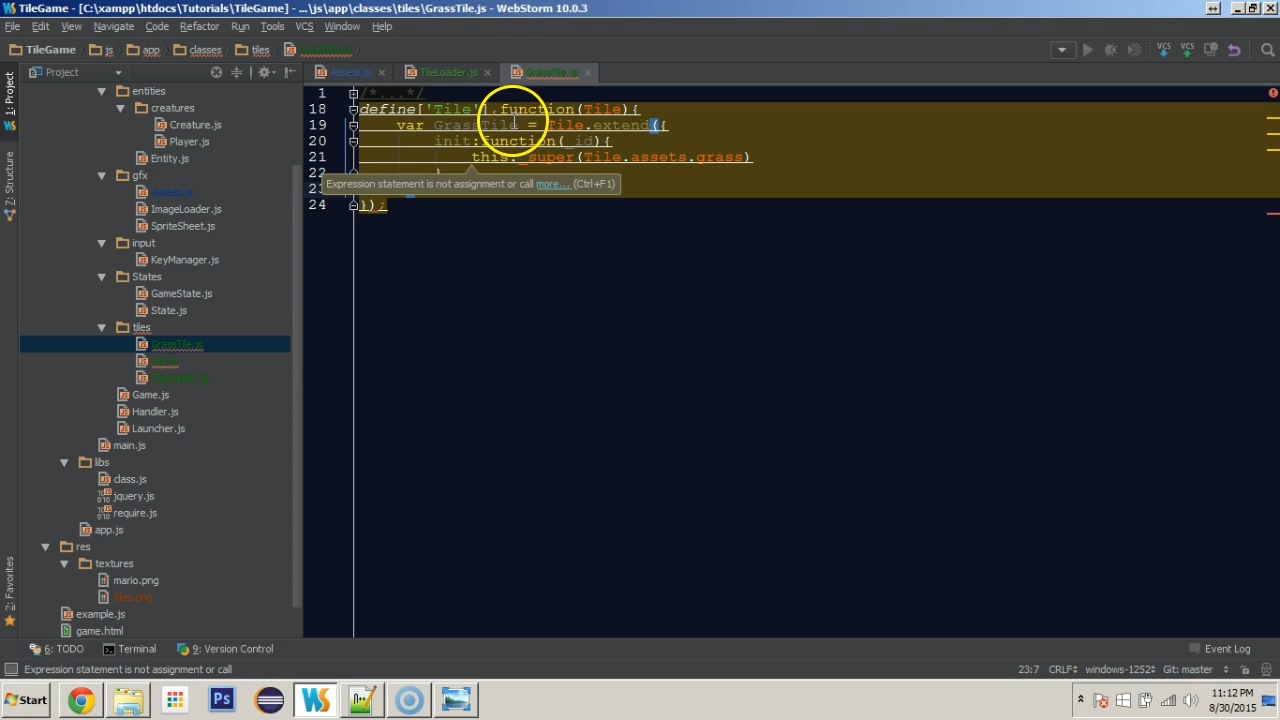 TileGame - [C:\xampp\htdocs\Tutorials\TileGame] - ...\js\app\classes\tiles\GrassTile.js - WebStorm 10.0.3
File Edit View Navigate Code Refactor Run Tools VCS Window Help
TileGame js app classes tiles GrassTile.js
VCS VCS
1: Project
7: Structure
2: Favorites
Project
Assets.js TileLoader.js GrassTile.js
entities
creatures
Creature.js
Player.js
Entity.js
gfx
Assets.js
ImageLoader.js
SpriteSheet.js
input
KeyManager.js
States
GameState.js
State.js
tiles
GrassTile.js
Game.js
Handler.js
Launcher.js
main.js
libs
class.js
jquery.js
require.js
app.js
res
textures
mario.png
tiles.png
example.js
game.html
1 /*...*/
18 define['Tile'],function(Tile){
19 var GrassTile = Tile.extend({
20 init:function(_id){
21 this._super(Tile.assets.grass)
22 }
Expression statement is not assignment or call more... (Ctrl+F1)
24 });
6: TODO Terminal 9: Version Control Event Log
Expression statement is not assignment or call 23:7 CRLF windows-1252 Git: master
Start Ps WS 11:12 PM
8/30/2015